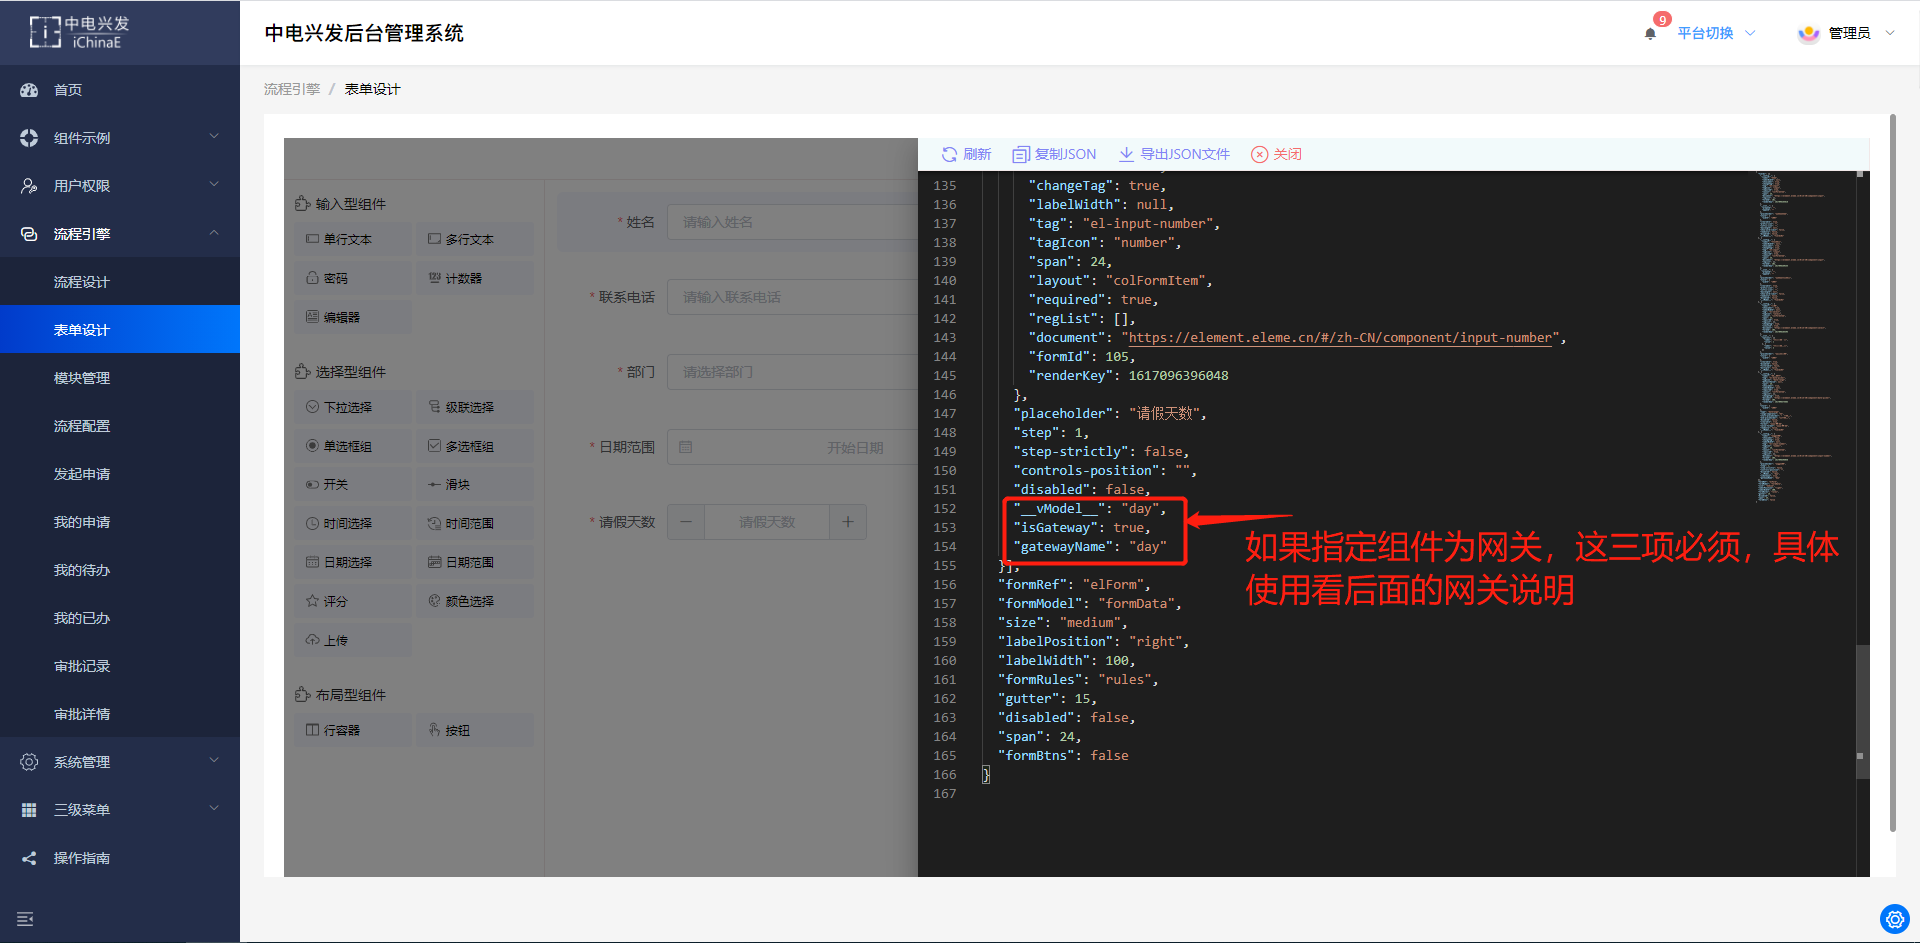 中电兴发
iChinaE
中电兴发后台管理系统
9
平台切换
管理员
首页
组件示例
用户权限
流程引擎
流程设计
表单设计
模块管理
流程配置
发起申请
我的申请
我的待办
我的已办
审批记录
审批详情
系统管理
三级菜单
操作指南
流程引擎 / 表单设计
输入型组件
单行文本
多行文本
密码
计数器
编辑器
选择型组件
下拉选择
级联选择
单选框组
多选框组
开关
滑块
时间选择
时间范围
日期选择
日期范围
评分
颜色选择
上传
布局型组件
行容器
按钮
* 姓名 请输入姓名
* 联系电话 请输入联系电话
* 部门 请选择部门
* 日期范围 开始日期
* 请假天数 − 请假天数 +
刷新 复制JSON 导出JSON文件 关闭
135 "changeTag": true,
136 "labelWidth": null,
137 "tag": "el-input-number",
138 "tagIcon": "number",
139 "span": 24,
140 "layout": "colFormItem",
141 "required": true,
142 "regList": [],
143 "document": "https://element.eleme.cn/#/zh-CN/component/input-number",
144 "formId": 105,
145 "renderKey": 1617096396048
146 },
147 "placeholder": "请假天数",
148 "step": 1,
149 "step-strictly": false,
150 "controls-position": "",
151 "disabled": false,
152 "__vModel__": "day",
153 "isGateway": true,
154 "gatewayName": "day"
155 }],
156 "formRef": "elForm",
157 "formModel": "formData",
158 "size": "medium",
159 "labelPosition": "right",
160 "labelWidth": 100,
161 "formRules": "rules",
162 "gutter": 15,
163 "disabled": false,
164 "span": 24,
165 "formBtns": false
166 }
167
如果指定组件为网关，这三项必须，具体
使用看后面的网关说明